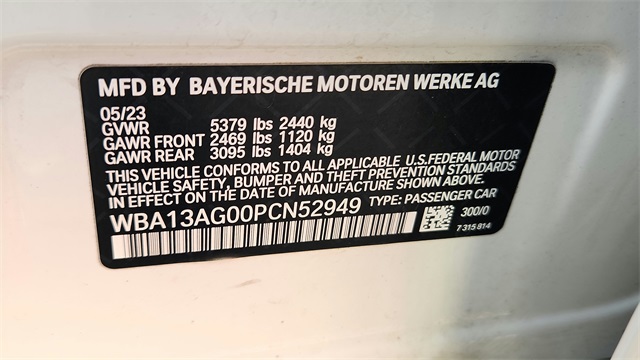 MFD BY BAYERISCHE MOTOREN WERKE AG
05/23
GVWR 5379 lbs 2440 kg
GAWR FRONT 2469 lbs 1120 kg
GAWR REAR 3095 lbs 1404 kg
THIS VEHICLE CONFORMS TO ALL APPLICABLE U.S.FEDERAL MOTOR
VEHICLE SAFETY, BUMPER AND THEFT PREVENTION STANDARDS
IN EFFECT ON THE DATE OF MANUFACTURE SHOWN ABOVE.
WBA13AG00PCN52949 TYPE: PASSENGER CAR
300/0
7 315 814